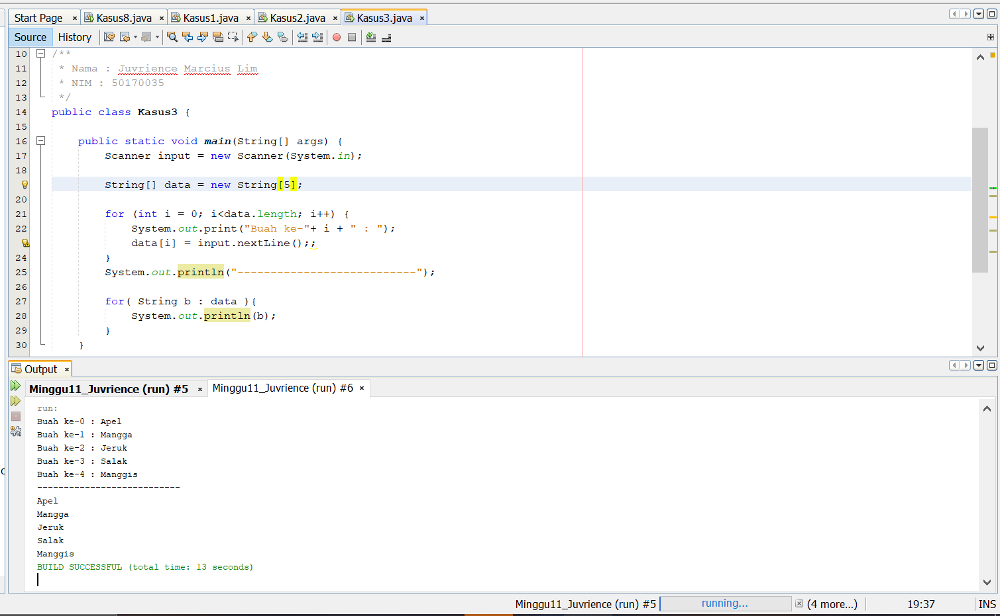 Start Page × Kasus8.java × Kasus1.java × Kasus2.java × Kasus3.java ×
Source History
10 /**
11 * Nama : Juvrience Marcius Lim
12 * NIM : 50170035
13 */
14 public class Kasus3 {
15
16 public static void main(String[] args) {
17 Scanner input = new Scanner(System.in);
18
String[] data = new String[5];
20
21 for (int i = 0; i<data.length; i++) {
22 System.out.print("Buah ke-"+ i + " : ");
data[i] = input.nextLine();;
24 }
25 System.out.println("---------------------------");
26
27 for( String b : data ){
28 System.out.println(b);
29 }
30 }
Output ×
Minggu11_Juvrience (run) #5 × Minggu11_Juvrience (run) #6 ×
run:
Buah ke-0 : Apel
Buah ke-1 : Mangga
Buah ke-2 : Jeruk
Buah ke-3 : Salak
Buah ke-4 : Manggis
---------------------------
Apel
Mangga
Jeruk
Salak
Manggis
BUILD SUCCESSFUL (total time: 13 seconds)
Minggu11_Juvrience (run) #5 running... (4 more...) 19:37 INS